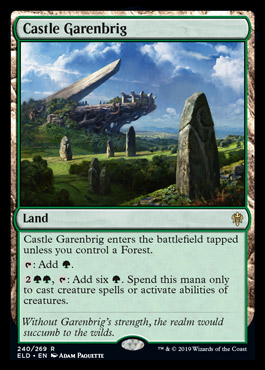 Castle Garenbrig
Land
Castle Garenbrig enters the battlefield tapped
unless you control a Forest.
: Add .
2, : Add six . Spend this mana only
to cast creature spells or activate abilities of
creatures.
Without Garenbrig's strength, the realm would
succumb to the wilds.
240/269 R
ELD • EN Adam Paquette
™ & © 2019 Wizards of the Coast